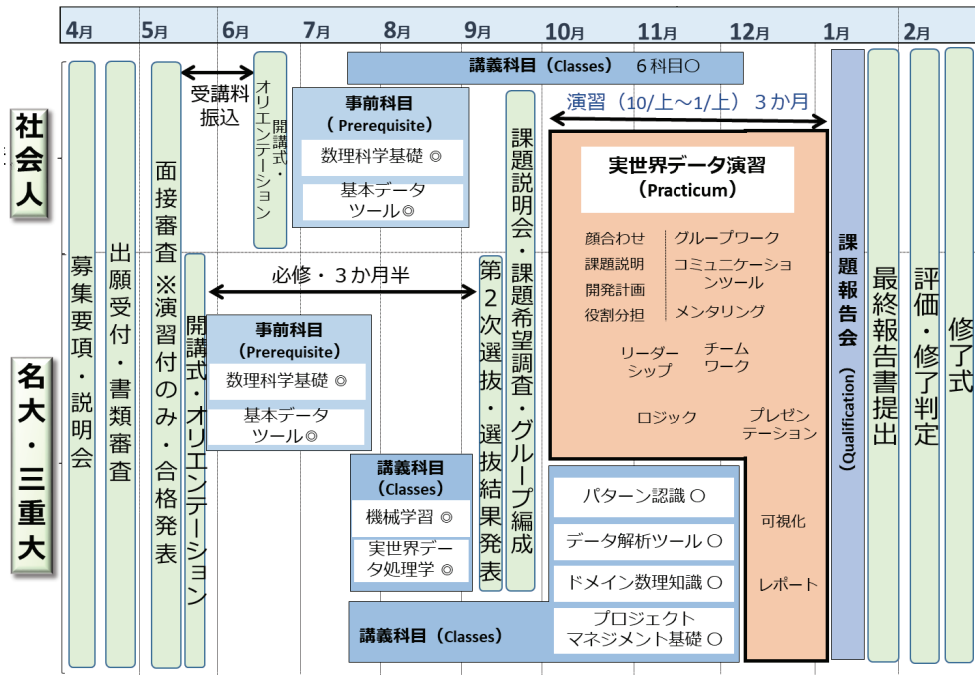 4月
5月
6月
7月
8月
9月
10月
11月
12月
1月
2月
社会人
名大・三重大
募集要項・説明会
出願受付・書類審査
面接審査 ※演習付のみ・合格発表
受講料
振込
開講式・
オリエンテーション
開講式・オリエンテーション
講義科目（Classes） 6科目〇
事前科目
（ Prerequisite）
数理科学基礎 ◎
基本データ
ツール◎
必修・３か月半
事前科目
(Prerequisite）
数理科学基礎 ◎
基本データ
ツール◎
講義科目
(Classes)
機械学習 ◎
実世界デー
タ処理学 ◎
第２次選抜・選抜結果発表
課題説明会・課題希望調査・グループ編成
演習（10/上～1/上）３か月
実世界データ演習
（Practicum）
顔合わせ
課題説明
開発計画
役割分担
グループワーク
コミュニケーショ
ンツール
メンタリング
リーダー
シップ
チーム
ワーク
ロジック
プレゼン
テーション
可視化
レポート
パターン認識 〇
データ解析ツール 〇
ドメイン数理知識 〇
プロジェクト
マネジメント基礎 〇
講義科目（Classes）
課題報告会（Qualification）
最終報告書提出
評価・修了判定
修了式